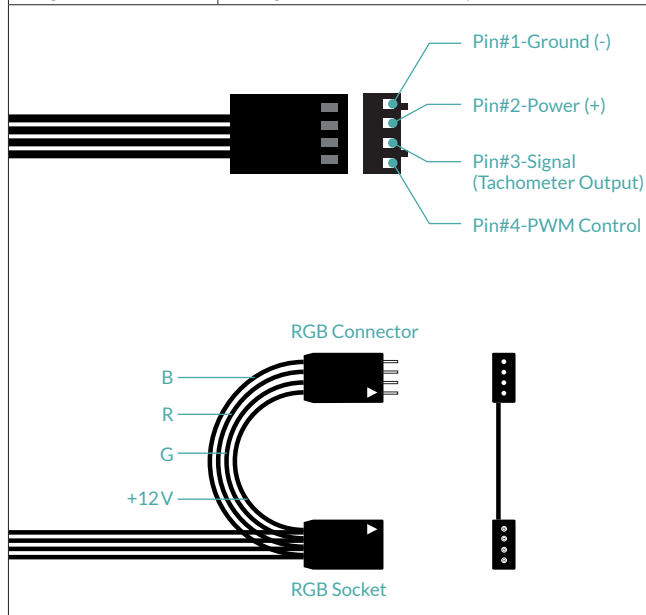 Pin#1-Ground (-)
Pin#2-Power (+)
Pin#3-Signal
(Tachometer Output)
Pin#4-PWM Control
RGB Connector
B
R
G
+12V
RGB Socket